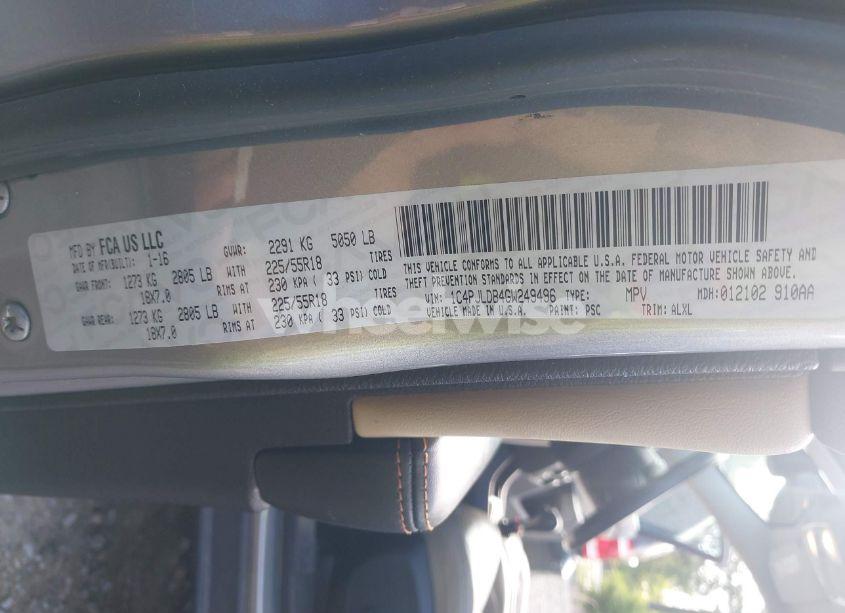 MFD BY FCA US LLC
DATE OF MFR(BUILT): 1-16 GVWR: 2291 KG 5050 LB
GAWR FRONT: 1273 KG 2805 LB WITH 225/55R18 TIRES
18X7.0 RIMS AT 230 KPA ( 33 PSI) COLD
GAWR REAR: 1273 KG 2805 LB WITH 225/55R18 TIRES
18X7.0 RIMS AT 230 KPA ( 33 PSI) COLD
THIS VEHICLE CONFORMS TO ALL APPLICABLE U.S.A. FEDERAL MOTOR VEHICLE SAFETY AND
THEFT PREVENTION STANDARDS IN EFFECT ON THE DATE OF MANUFACTURE SHOWN ABOVE.
VIN: 1C4PJLDB4GW249496 TYPE: MPV MDH:012102 910AA
VEHICLE MADE IN U.S.A. PAINT: PSC TRIM: ALXL
wheelwise